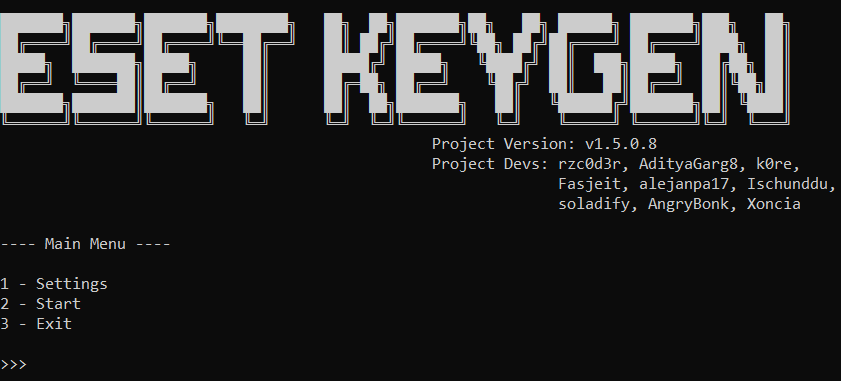 ESET KEYGEN
Project Version: v1.5.0.8
Project Devs: rzc0d3r, AdityaGarg8, k0re,
Fasjeit, alejanpa17, Ischunddu,
soladify, AngryBonk, Xoncia
---- Main Menu ----
1 - Settings
2 - Start
3 - Exit
>>>